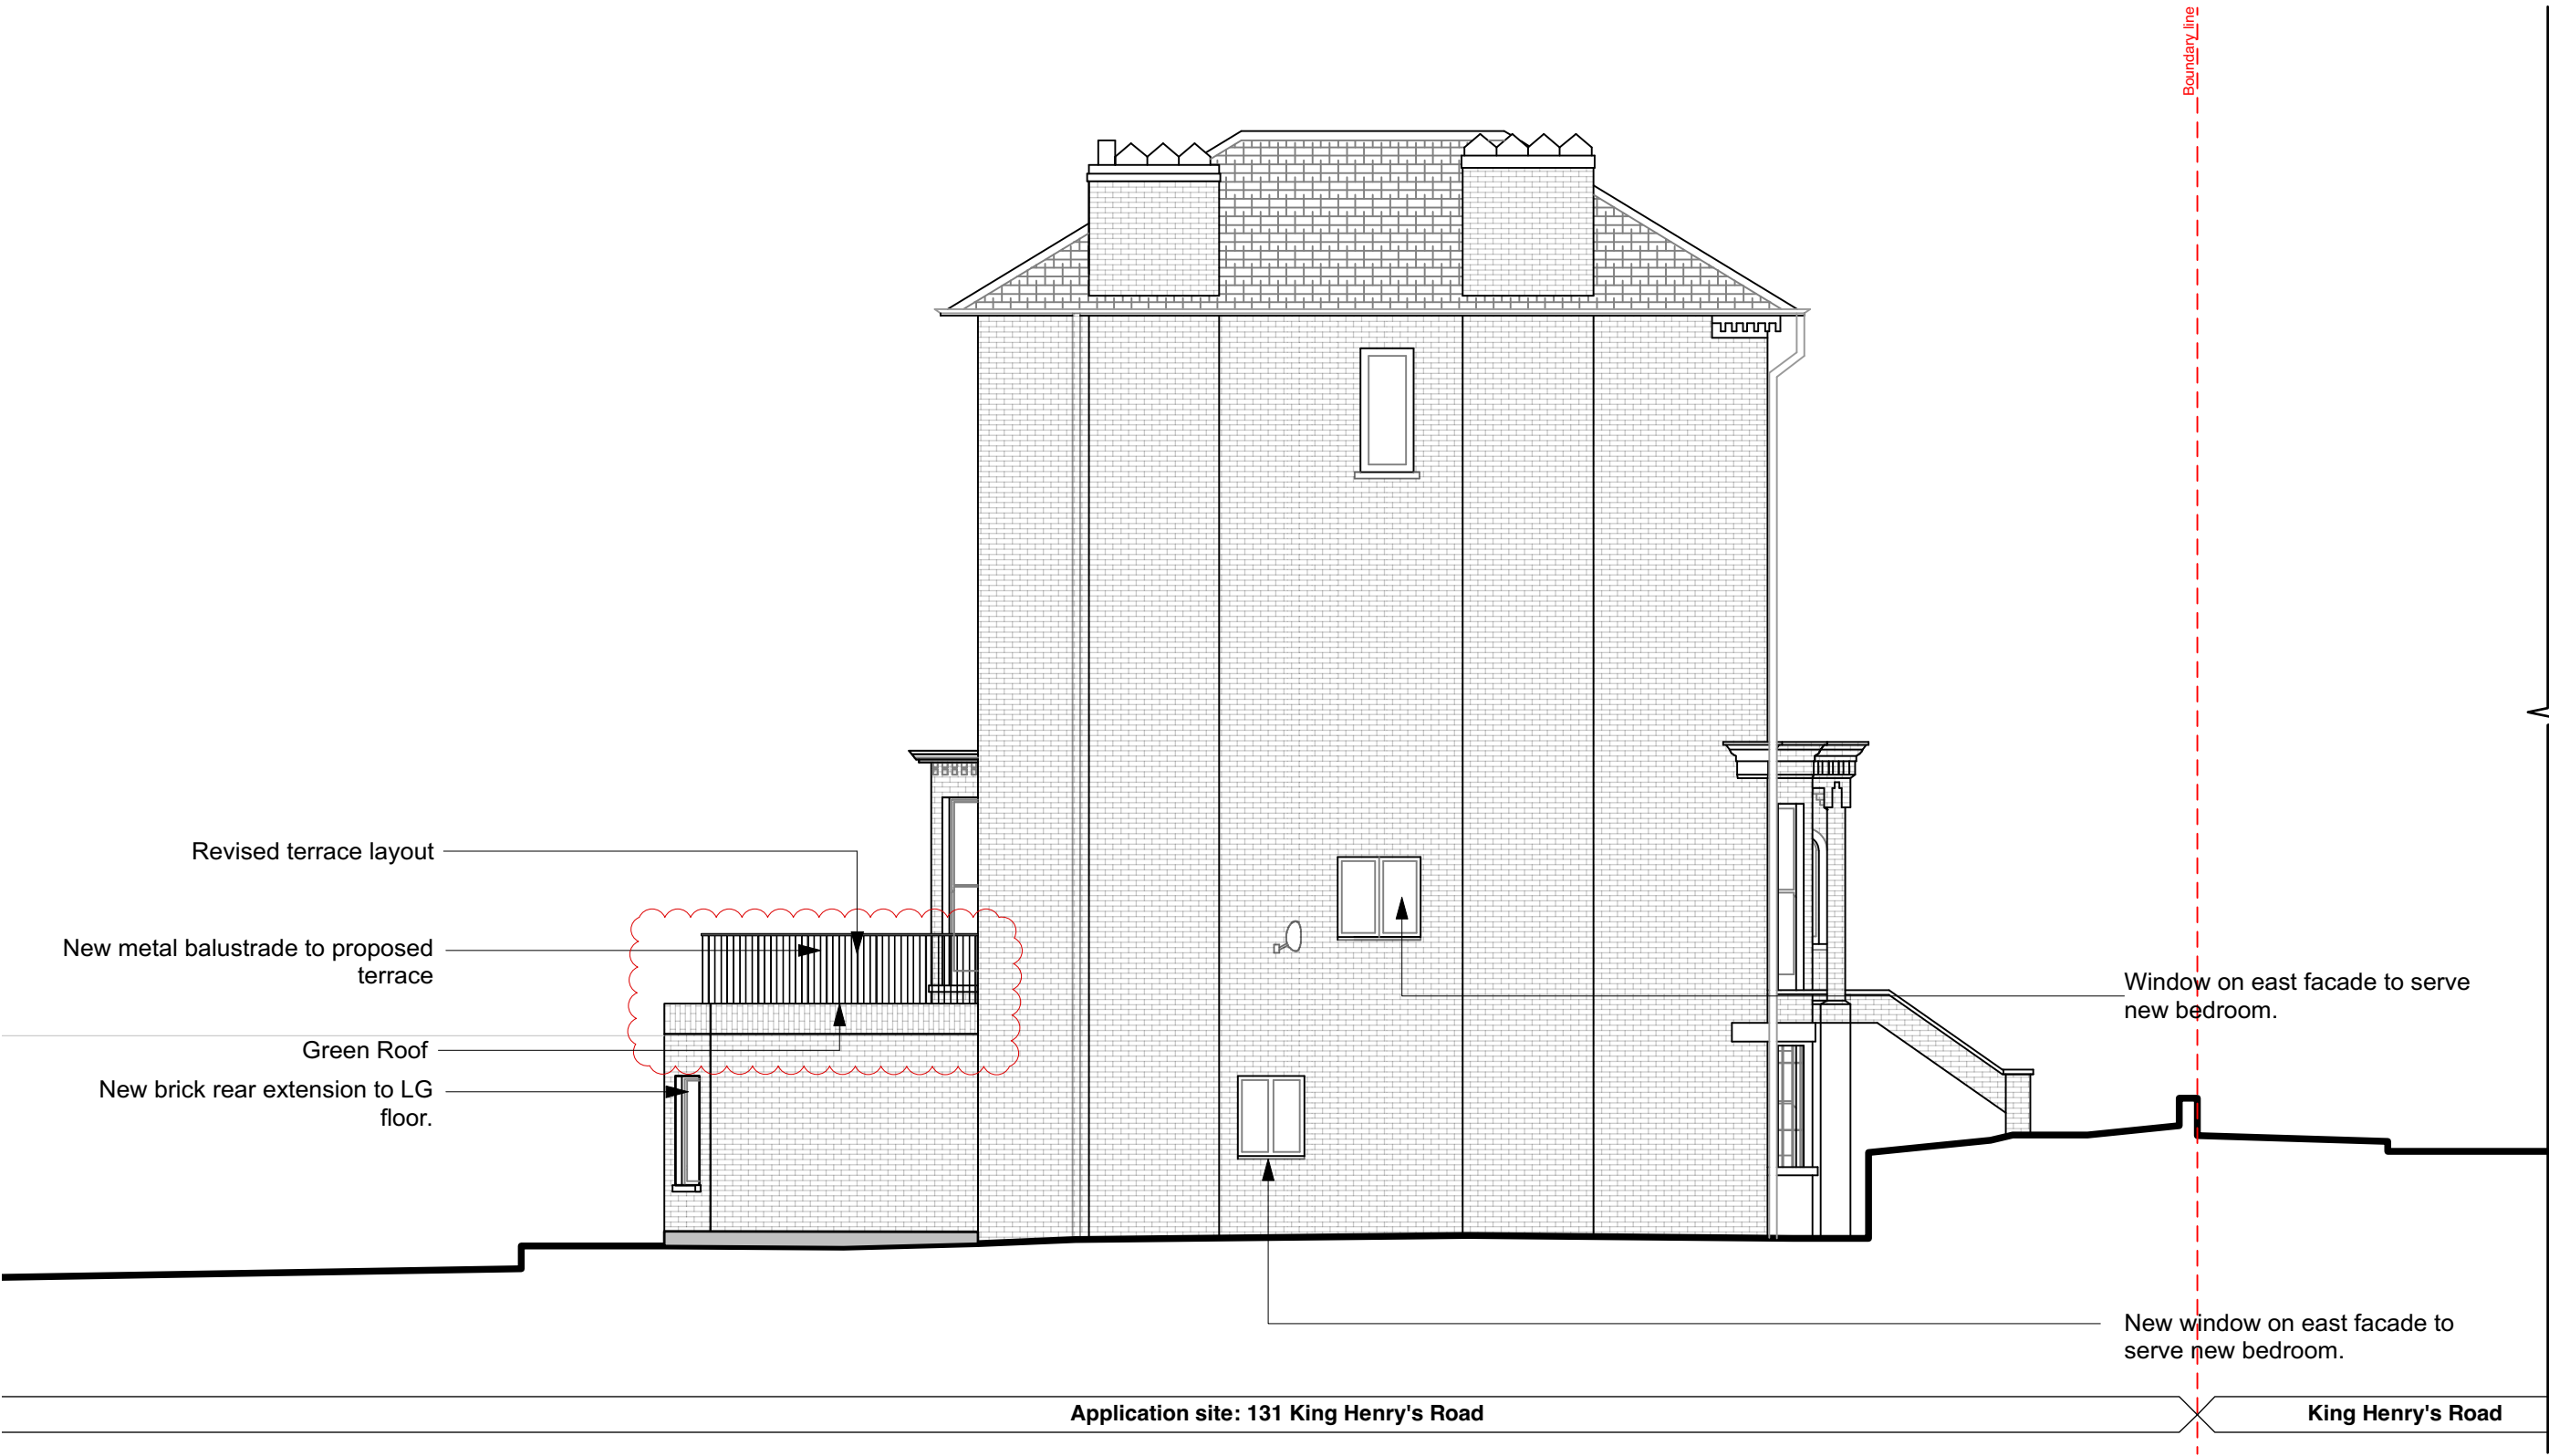 Boundary line
Revised terrace layout
New metal balustrade to proposed
terrace
Green Roof
New brick rear extension to LG
floor.
Window on east facade to serve
new bedroom.
New window on east facade to
serve new bedroom.
Application site: 131 King Henry's Road
King Henry's Road